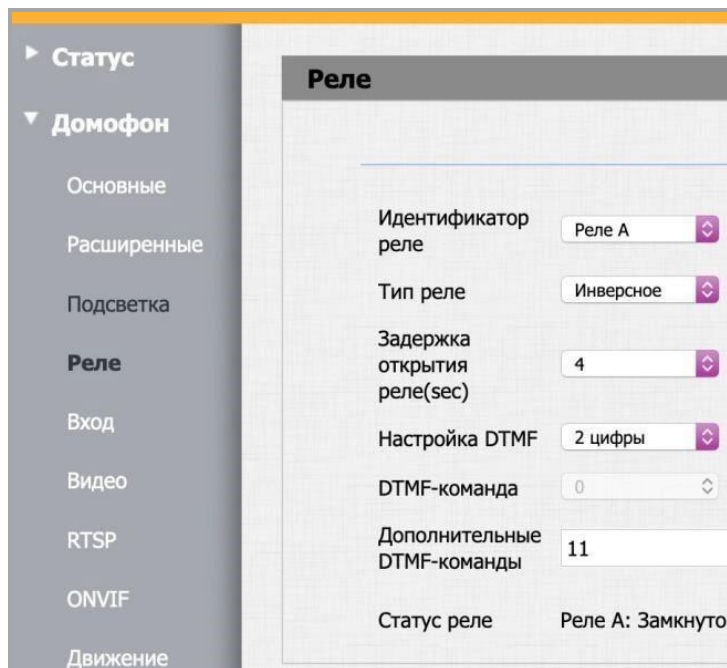 Статус
Домофон
Основные
Расширенные
Подсветка
Реле
Вход
Видео
RTSP
ONVIF
Движение
Реле
Идентификатор
реле
Реле A
Тип реле
Инверсное
Задержка
открытия
реле(sec)
4
Настройка DTMF
2 цифры
DTMF-команда
0
Дополнительные
DTMF-команды
11
Статус реле
Реле A: Замкнуто